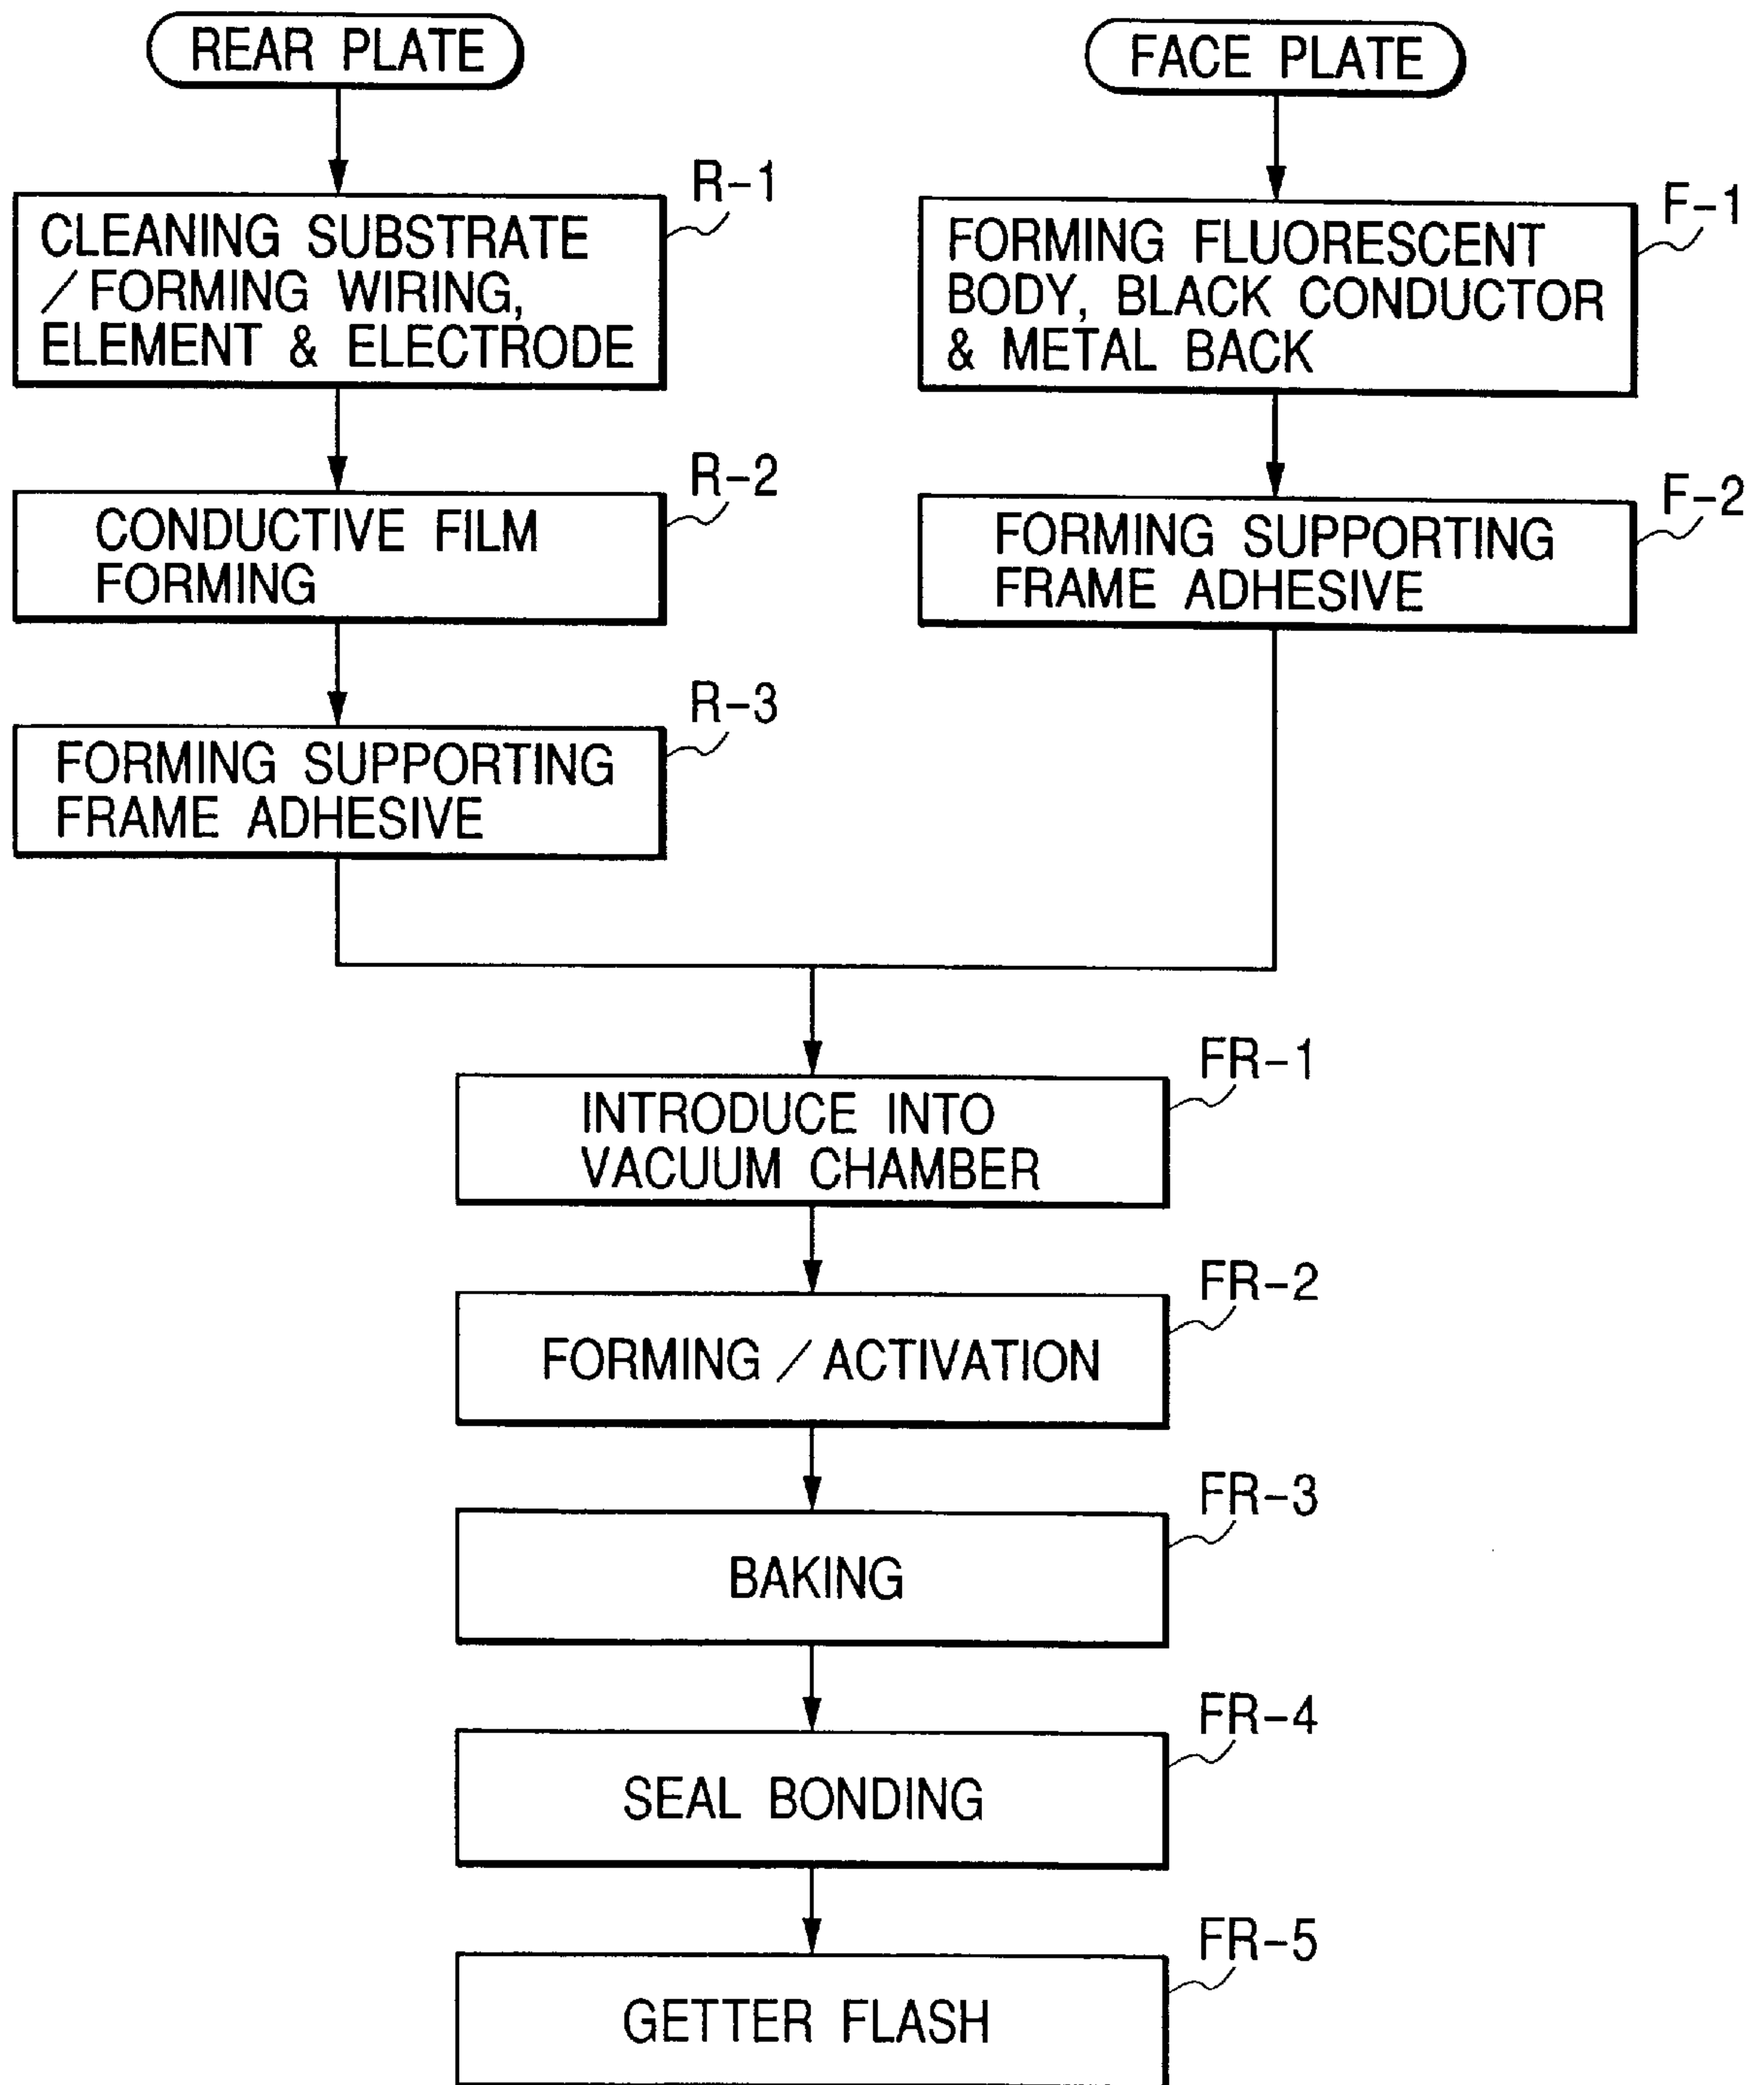 REAR PLATE
R-1
CLEANING SUBSTRATE
/FORMING WIRING,
ELEMENT & ELECTRODE
R-2
CONDUCTIVE FILM
FORMING
R-3
FORMING SUPPORTING
FRAME ADHESIVE
FACE PLATE
F-1
FORMING FLUORESCENT
BODY, BLACK CONDUCTOR
& METAL BACK
F-2
FORMING SUPPORTING
FRAME ADHESIVE
FR-1
INTRODUCE INTO
VACUUM CHAMBER
FR-2
FORMING/ACTIVATION
FR-3
BAKING
FR-4
SEAL BONDING
FR-5
GETTER FLASH